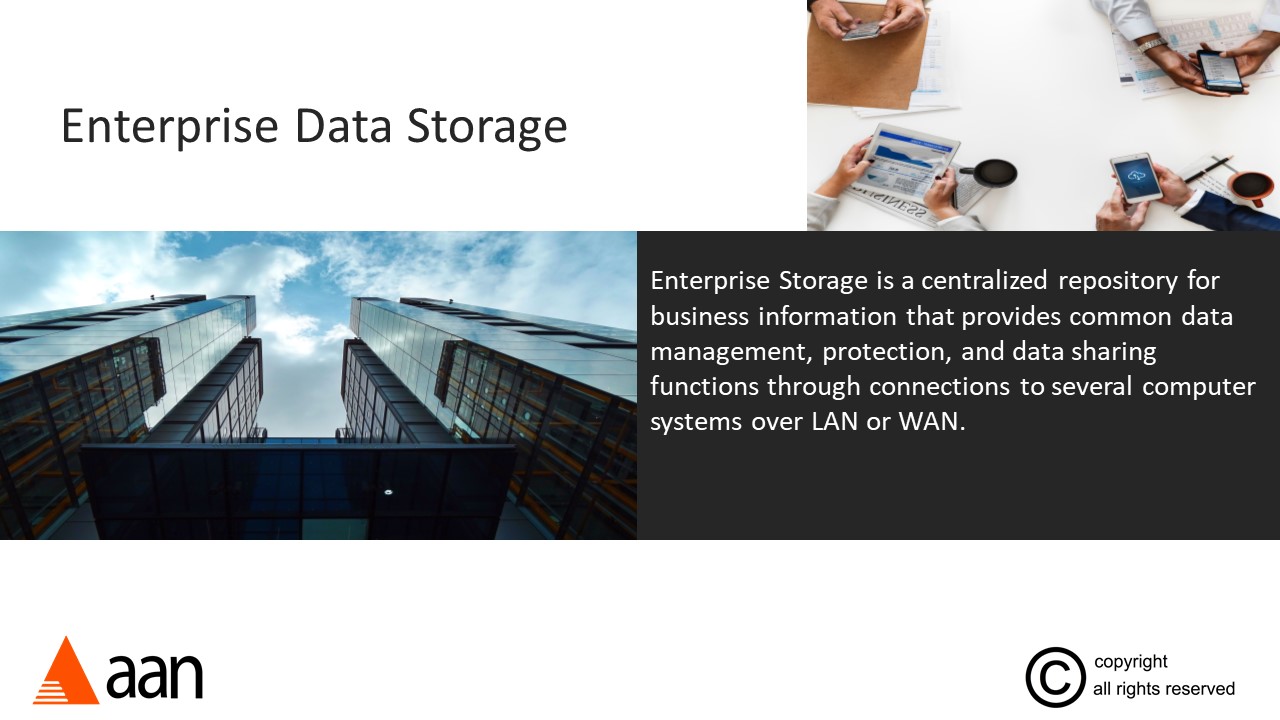 Enterprise Data Storage
BUSINESS
Enterprise Storage is a centralized repository for
business information that provides common data
management, protection, and data sharing
functions through connections to several computer
systems over LAN or WAN.
aan
copyright
all rights reserved